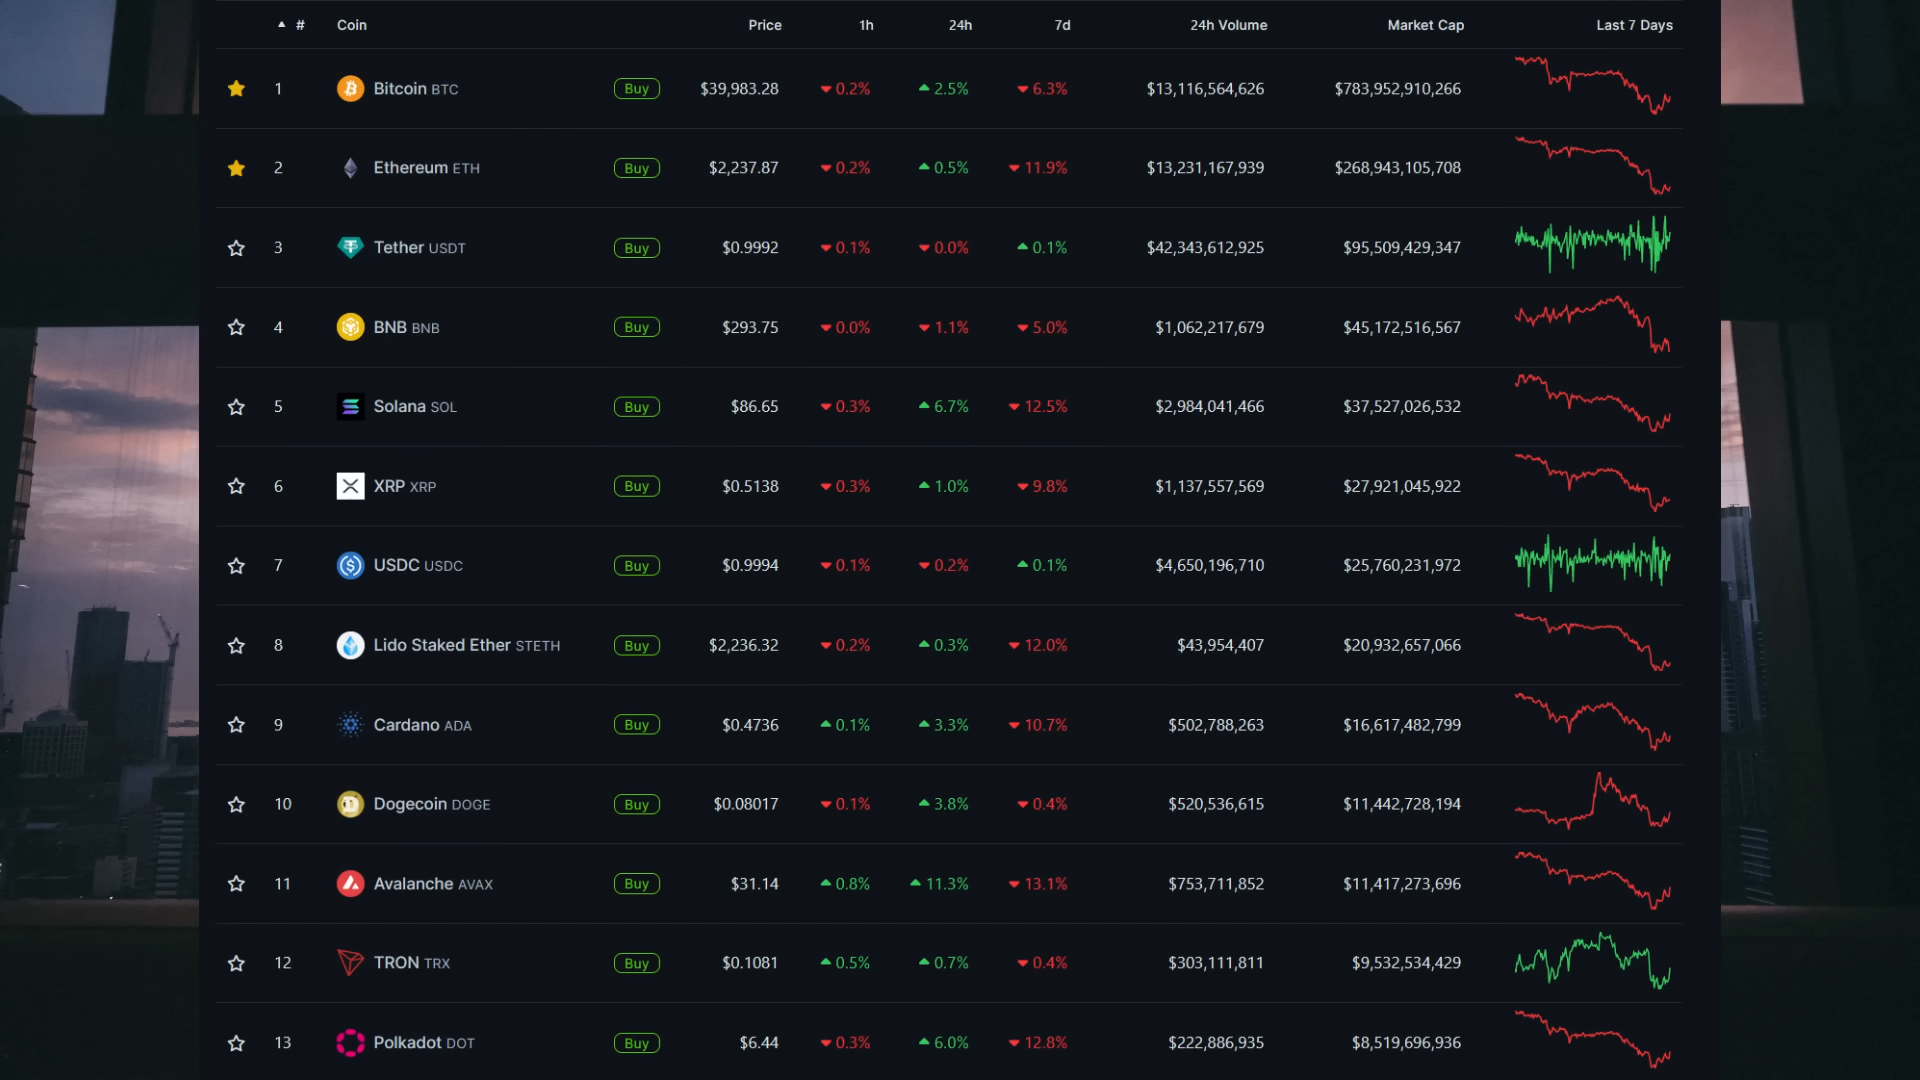 # Coin Price 1h 24h 7d 24h Volume Market Cap Last 7 Days
1 Bitcoin BTC Buy $39,983.28 0.2% 2.5% 6.3% $13,116,564,626 $783,952,910,266
2 Ethereum ETH Buy $2,237.87 0.2% 0.5% 11.9% $13,231,167,939 $268,943,105,708
3 Tether USDT Buy $0.9992 0.1% 0.0% 0.1% $42,343,612,925 $95,509,429,347
4 BNB BNB Buy $293.75 0.0% 1.1% 5.0% $1,062,217,679 $45,172,516,567
5 Solana SOL Buy $86.65 0.3% 6.7% 12.5% $2,984,041,466 $37,527,026,532
6 XRP XRP Buy $0.5138 0.3% 1.0% 9.8% $1,137,557,569 $27,921,045,922
7 USDC USDC Buy $0.9994 0.1% 0.2% 0.1% $4,650,196,710 $25,760,231,972
8 Lido Staked Ether STETH Buy $2,236.32 0.2% 0.3% 12.0% $43,954,407 $20,932,657,066
9 Cardano ADA Buy $0.4736 0.1% 3.3% 10.7% $502,788,263 $16,617,482,799
10 Dogecoin DOGE Buy $0.08017 0.1% 3.8% 0.4% $520,536,615 $11,442,728,194
11 Avalanche AVAX Buy $31.14 0.8% 11.3% 13.1% $753,711,852 $11,417,273,696
12 TRON TRX Buy $0.1081 0.5% 0.7% 0.4% $303,111,811 $9,532,534,429
13 Polkadot DOT Buy $6.44 0.3% 6.0% 12.8% $222,886,935 $8,519,696,936